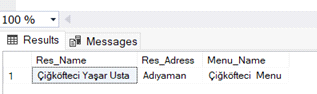 100 %
Results Messages
Res_Name Res_Adress Menu_Name
1 Çiğköfteci Yaşar Usta Adıyaman Çiğköfteci Menu